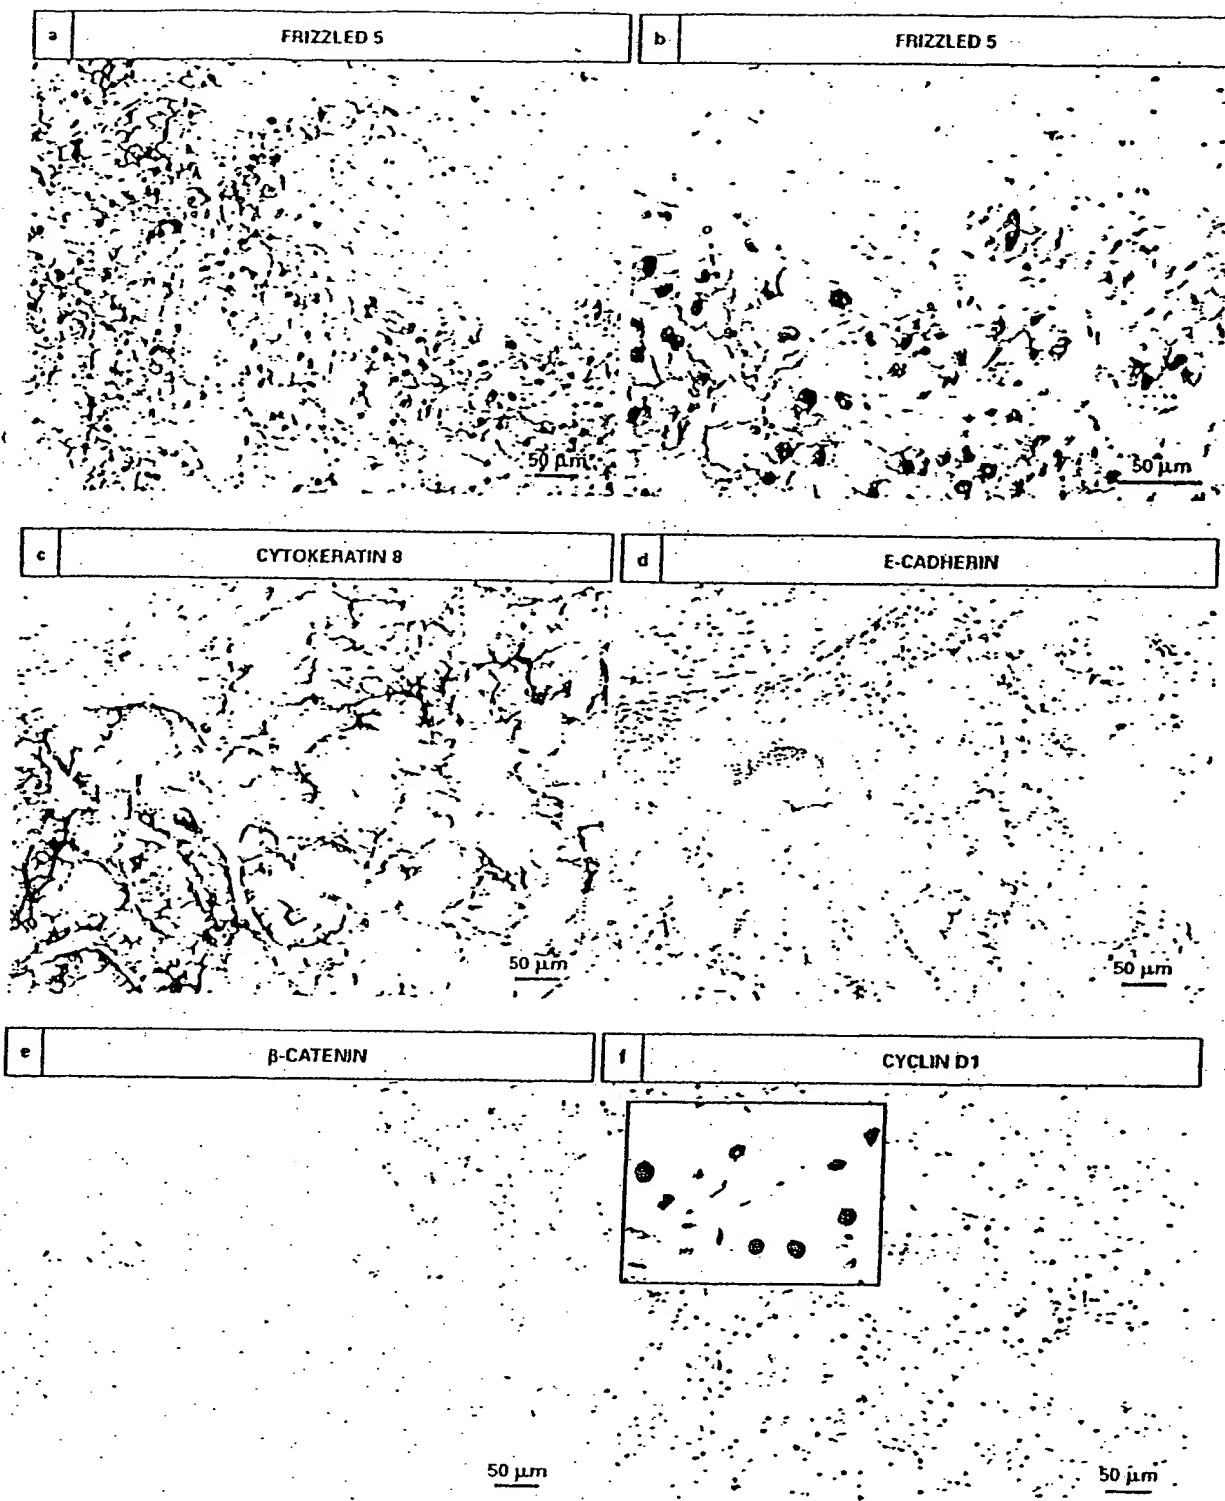 a FRIZZLED 5
b FRIZZLED 5
50 µm
50 µm
c CYTOKERATIN 8
d E-CADHERIN
50 µm
50 µm
e β-CATENIN
f CYCLIN D1
50 µm
50 µm